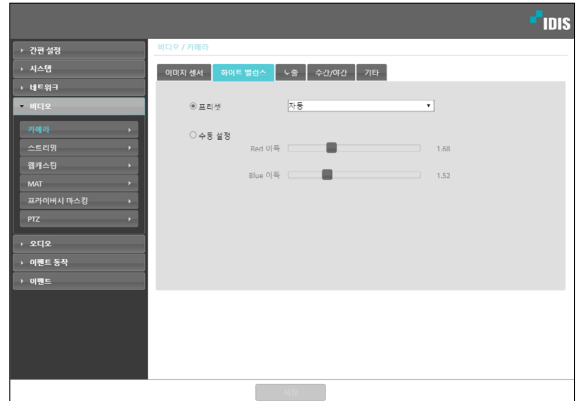 IDIS
비디오 / 카메라
간편 설정
시스템
네트워크
비디오
카메라
스트리밍
웹캐스팅
MAT
프라이버시 마스킹
PTZ
오디오
이벤트 동작
이벤트
이미지 센서 화이트 밸런스 노출 주간/야간 기타
프리셋 자동
수동 설정
Red 이득 1.68
Blue 이득 1.52
저장